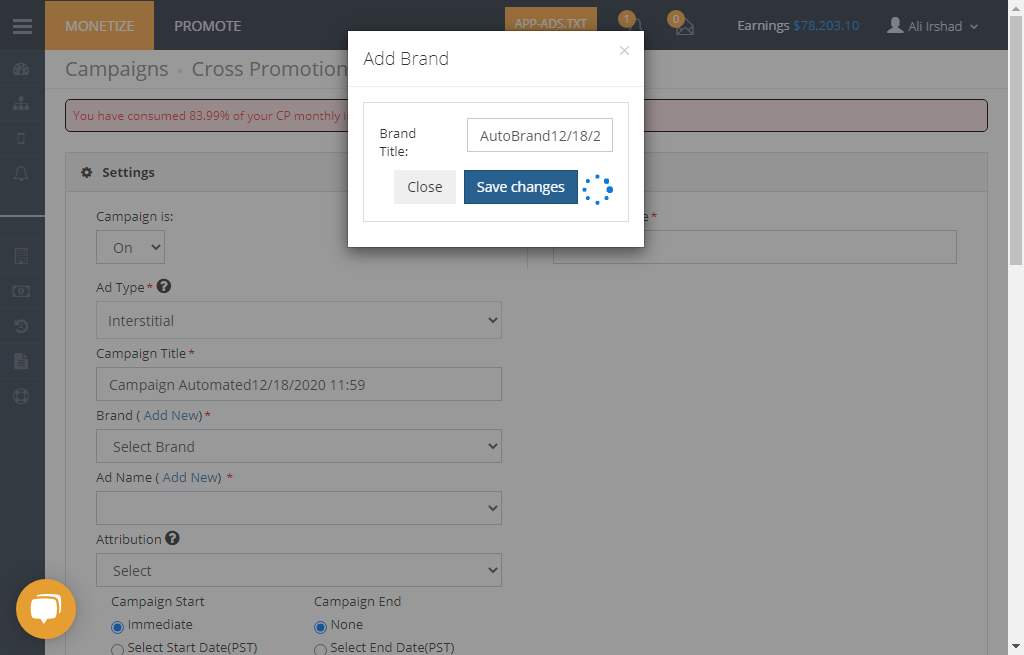 MONETIZE
PROMOTE
APP-ADS.TXT
1
0
Earnings $78,203.10
Ali Irshad
Campaigns
Cross Promotion
You have consumed 83.99% of your CP monthly
Add Brand
×
Brand
Title:
AutoBrand12/18/2
Close
Save changes
Settings
Campaign is:
On
e *
Ad Type *
Interstitial
Campaign Title *
Campaign Automated12/18/2020 11:59
Brand ( Add New) *
Select Brand
Ad Name ( Add New) *
Attribution
Select
Campaign Start
Campaign End
Immediate
None
Select Start Date(PST)
Select End Date(PST)